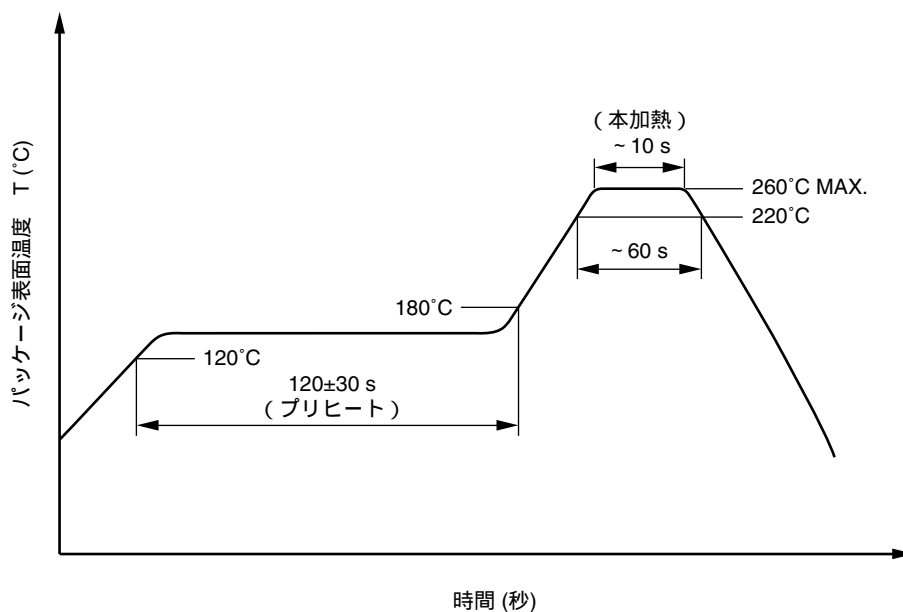 パッケージ表面温度 T (˚C)
( 本加熱 )
~ 10 s
260˚C MAX.
220˚C
~ 60 s
180˚C
120˚C
120±30 s
( プリヒート )
時間 (秒)